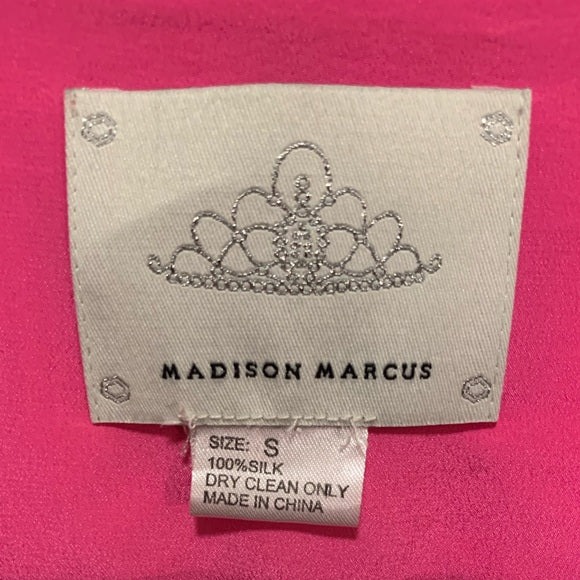 MADISON MARCUS
SIZE: S
100%SILK
DRY CLEAN ONLY
MADE IN CHINA